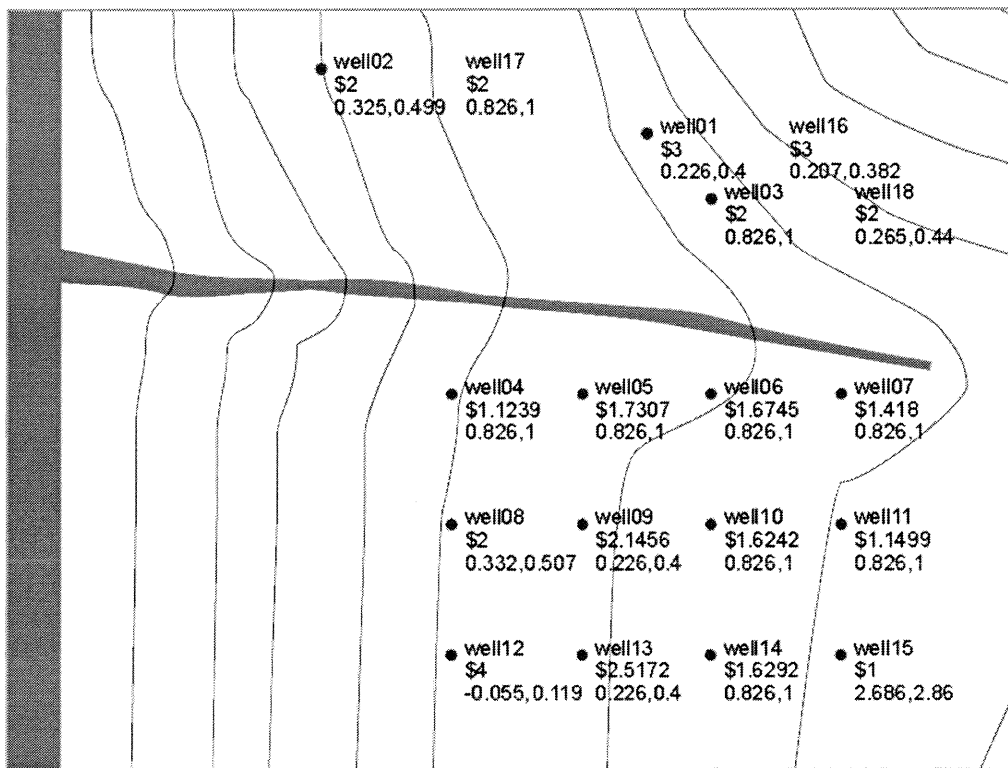 well02
$2
0.325,0.499
well17
$2
0.826,1
well01
$3
0.226,0.4
well16
$3
0.207,0.382
well03
$2
0.826,1
well18
$2
0.265,0.44
well04
$1.1239
0.826,1
well05
$1.7307
0.826,1
well06
$1.6745
0.826,1
well07
$1.418
0.826,1
well08
$2
0.332,0.507
well09
$2.1456
0.226,0.4
well10
$1.6242
0.826,1
well11
$1.1499
0.826,1
well12
$4
-0.055,0.119
well13
$2.5172
0.226,0.4
well14
$1.6292
0.826,1
well15
$1
2.686,2.86